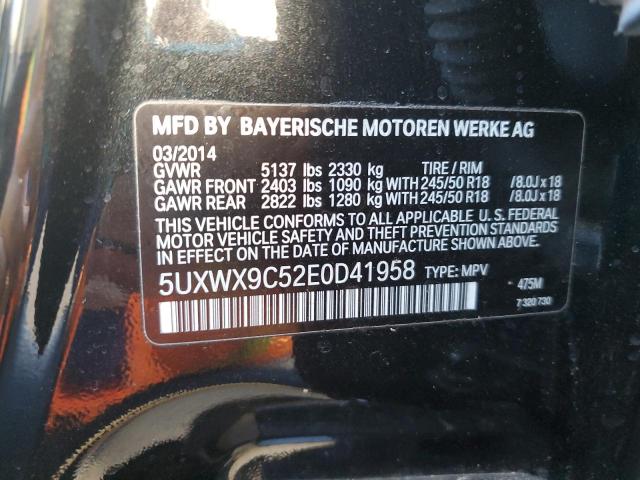 MFD BY BAYERISCHE MOTOREN WERKE AG
03/2014
GVWR 5137 lbs 2330 kg TIRE / RIM
GAWR FRONT 2403 lbs 1090 kg WITH 245/50 R18 /8.0J x 18
GAWR REAR 2822 lbs 1280 kg WITH 245/50 R18 /8.0J x 18
THIS VEHICLE CONFORMS TO ALL APPLICABLE U. S. FEDERAL
MOTOR VEHICLE SAFETY AND THEFT PREVENTION STANDARDS
IN EFFECT ON THE DATE OF MANUFACTURE SHOWN ABOVE.
5UXWX9C52E0D41958 TYPE: MPV
475M
7 320 730